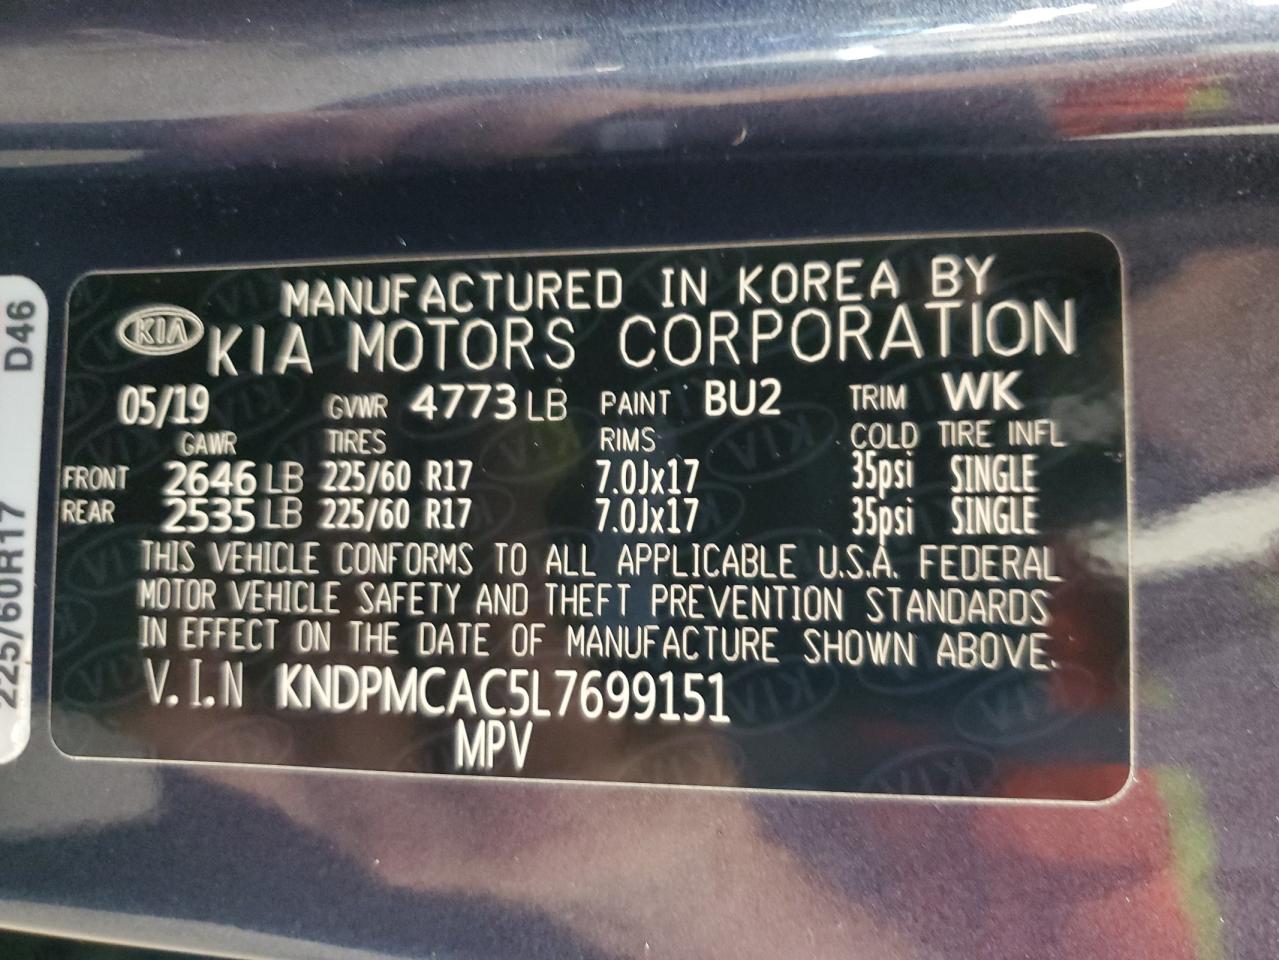 MANUFACTURED IN KOREA BY
KIA KIA MOTORS CORPORATION
05/19 GVWR 4773 LB PAINT BU2 TRIM WK
GAWR TIRES RIMS COLD TIRE INFL
FRONT 2646 LB 225/60 R17 7.0Jx17 35psi SINGLE
REAR 2535 LB 225/60 R17 7.0Jx17 35psi SINGLE
THIS VEHICLE CONFORMS TO ALL APPLICABLE U.S.A. FEDERAL
MOTOR VEHICLE SAFETY AND THEFT PREVENTION STANDARDS
IN EFFECT ON THE DATE OF MANUFACTURE SHOWN ABOVE.
V.I.N KNDPMCAC5L7699151
MPV
225/60R17 D46